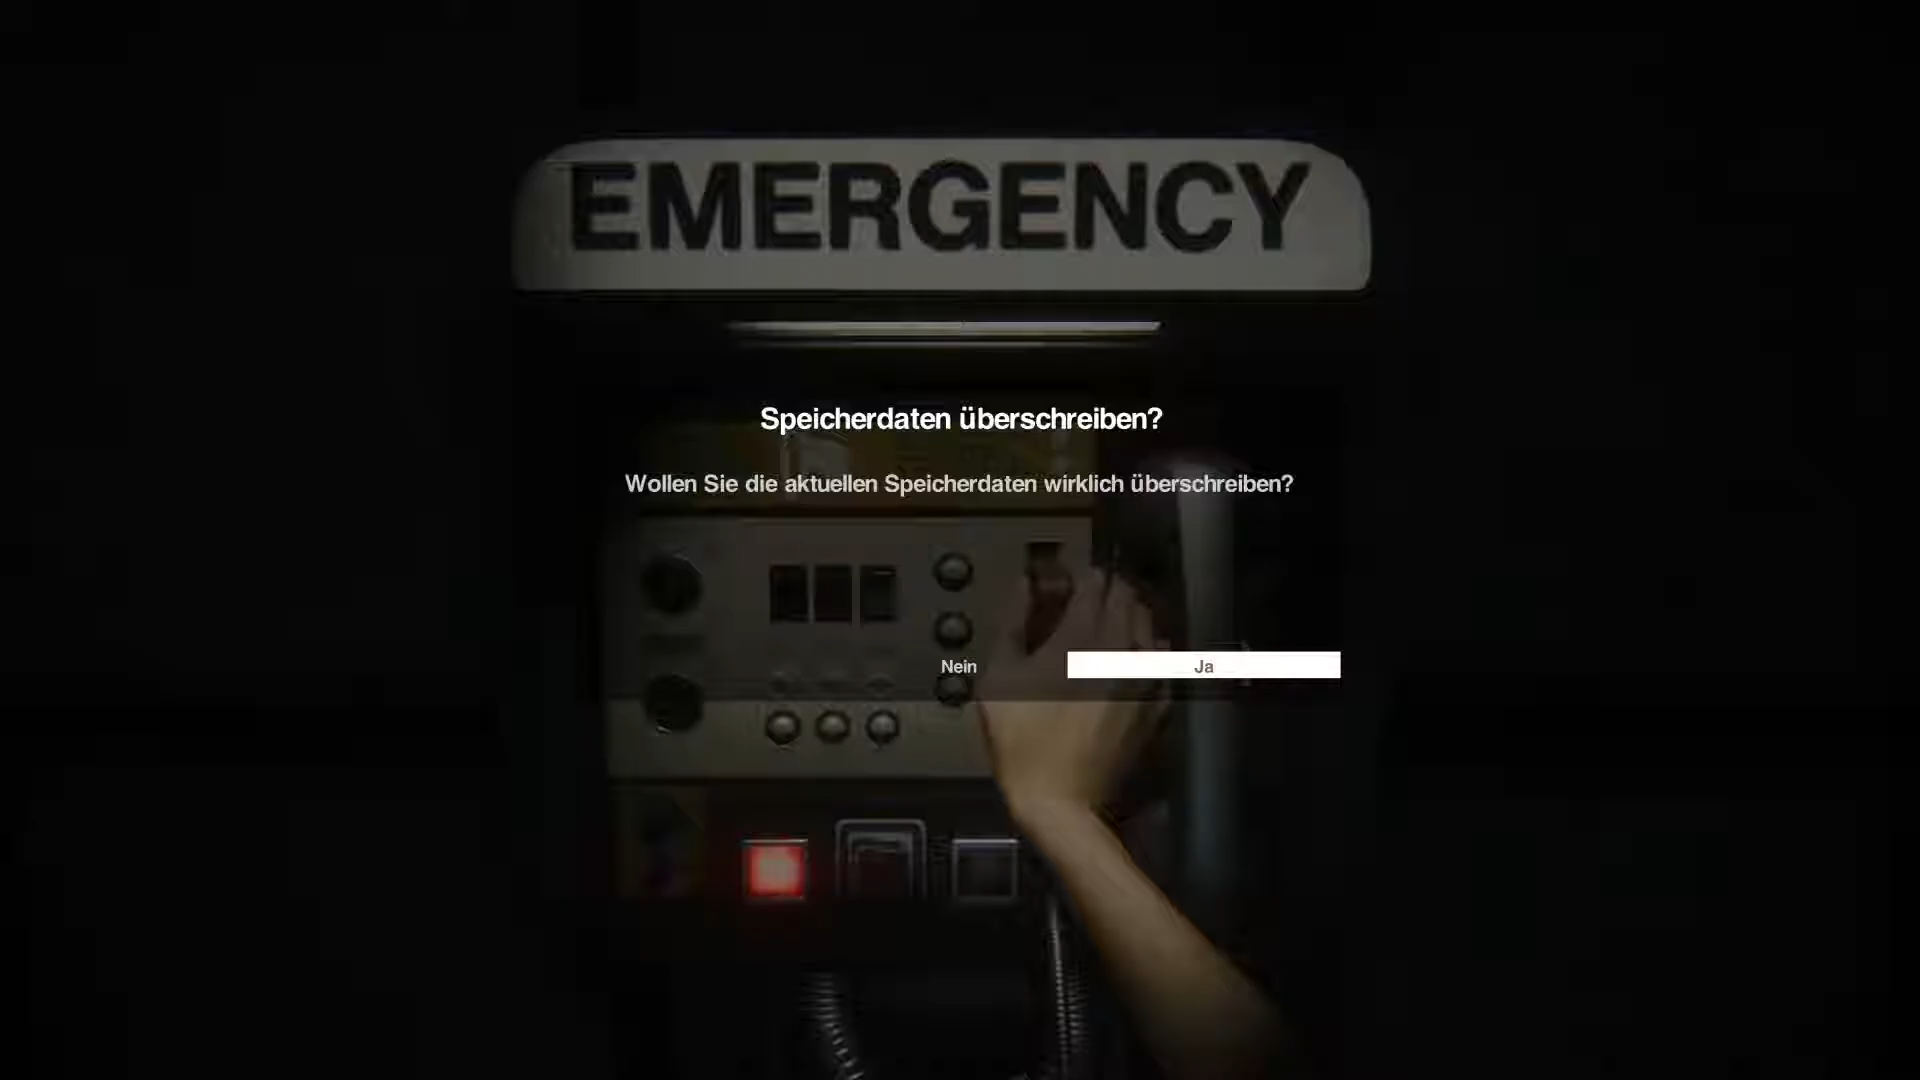 EMERGENCY
Speicherdaten überschreiben?
Wollen Sie die aktuellen Speicherdaten wirklich überschreiben?
Nein
Ja